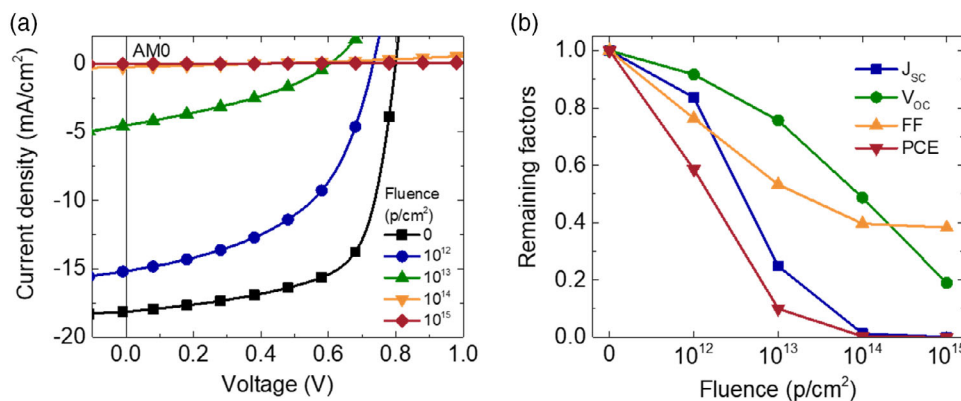 (a)
AM0
Current density (mA/cm²)
0
-5
-10
-15
-20
0.0 0.2 0.4 0.6 0.8 1.0
Voltage (V)
Fluence
(p/cm²)
0
10¹²
10¹³
10¹⁴
10¹⁵
(b)
Remaining factors
1.0
0.8
0.6
0.4
0.2
0.0
0 10¹² 10¹³ 10¹⁴ 10¹⁵
Fluence (p/cm²)
J_SC
V_OC
FF
PCE